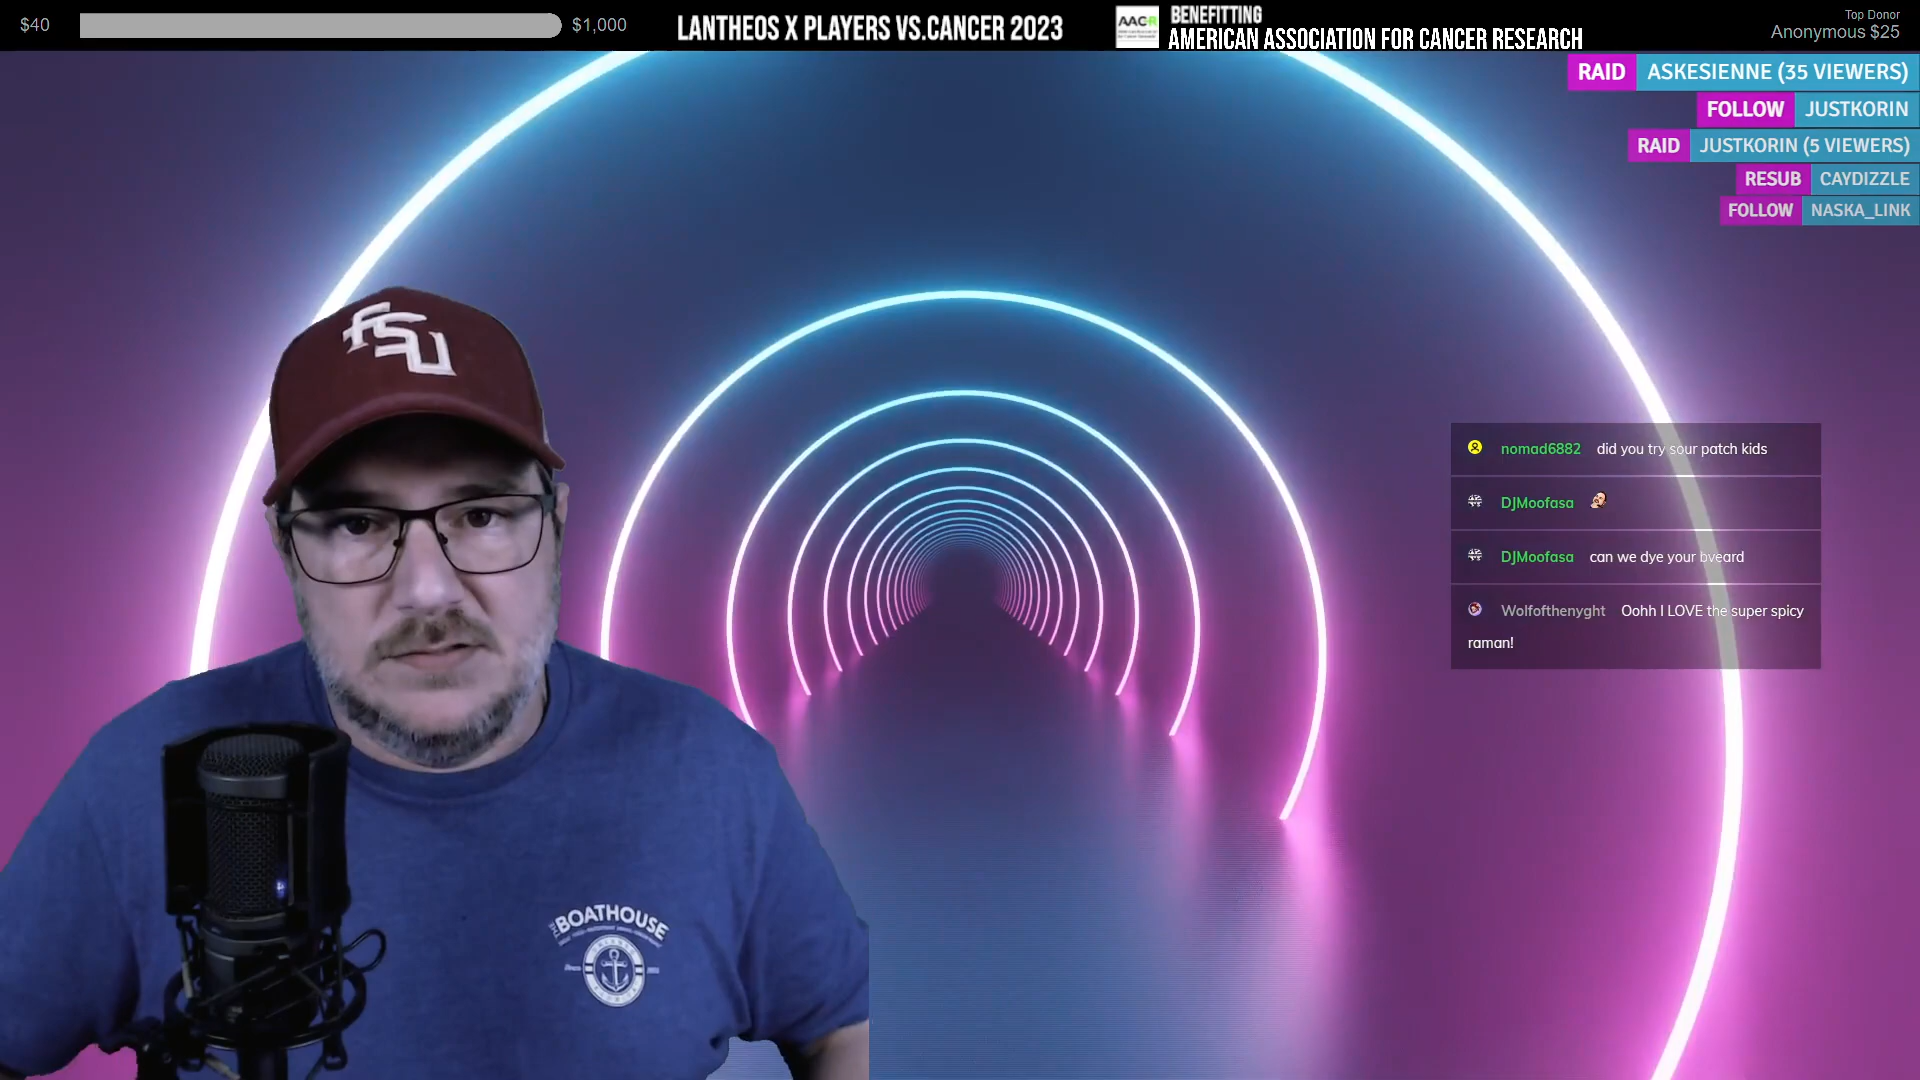 $40
$1,000
LANTHEOS X PLAYERS VS.CANCER 2023
AACR
BENEFITTING
AMERICAN ASSOCIATION FOR CANCER RESEARCH
Top Donor
Anonymous $25
RAID ASKESIENNE (35 VIEWERS)
FOLLOW JUSTKORIN
RAID JUSTKORIN (5 VIEWERS)
RESUB CAYDIZZLE
FOLLOW NASKA_LINK
FSU
nomad6882 did you try sour patch kids
DJMoofasa
DJMoofasa can we dye your bveard
Wolfofthenyght Oohh I LOVE the super spicy
raman!
THE BOATHOUSE